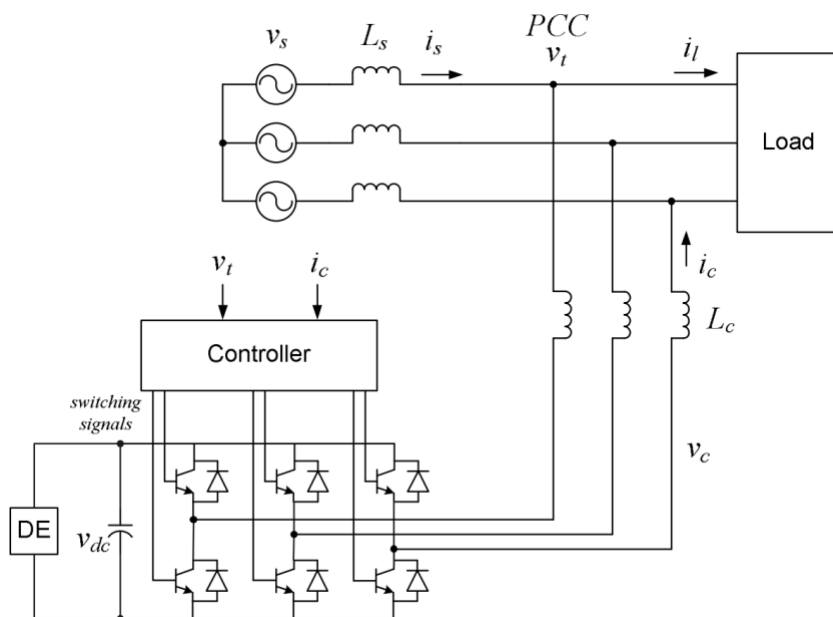 v_s L_s i_s PCC
v_t i_l
Load
v_t i_c i_c
L_c
Controller
switching
signals
v_c
DE v_dc